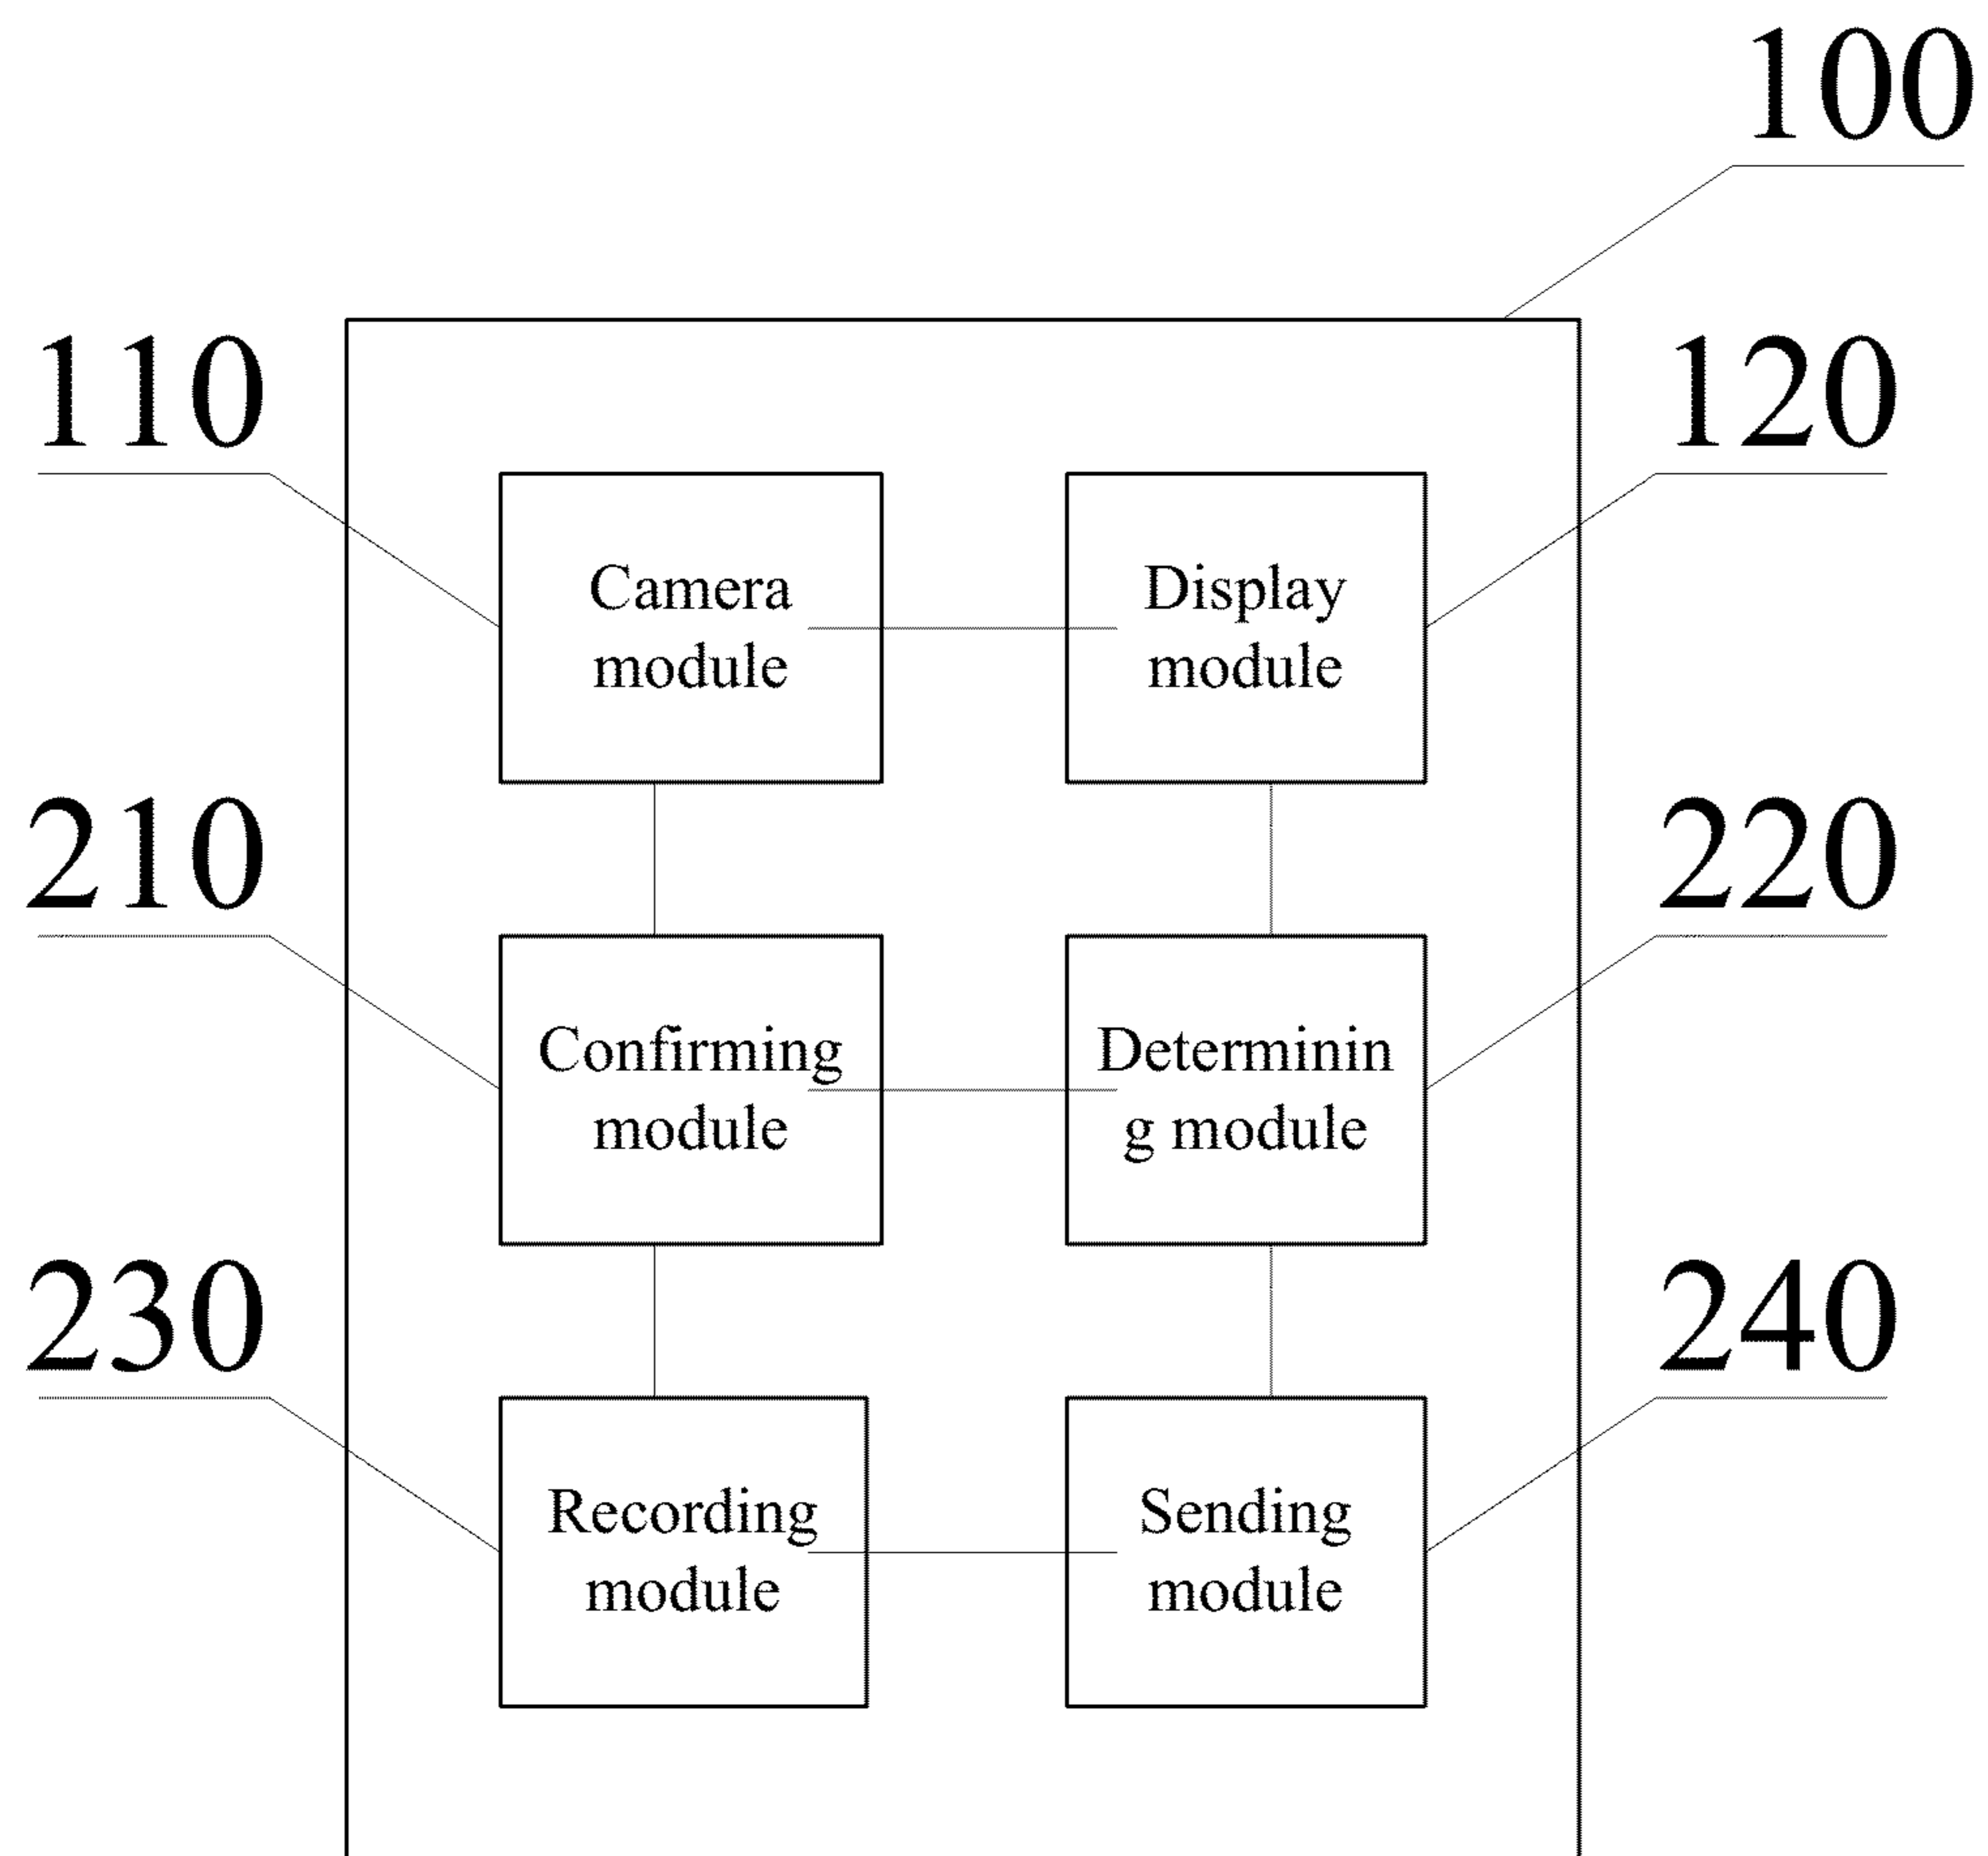 100
110
120
Camera
module
Display
module
210
220
Confirming
module
Determinin
g module
230
240
Recording
module
Sending
module